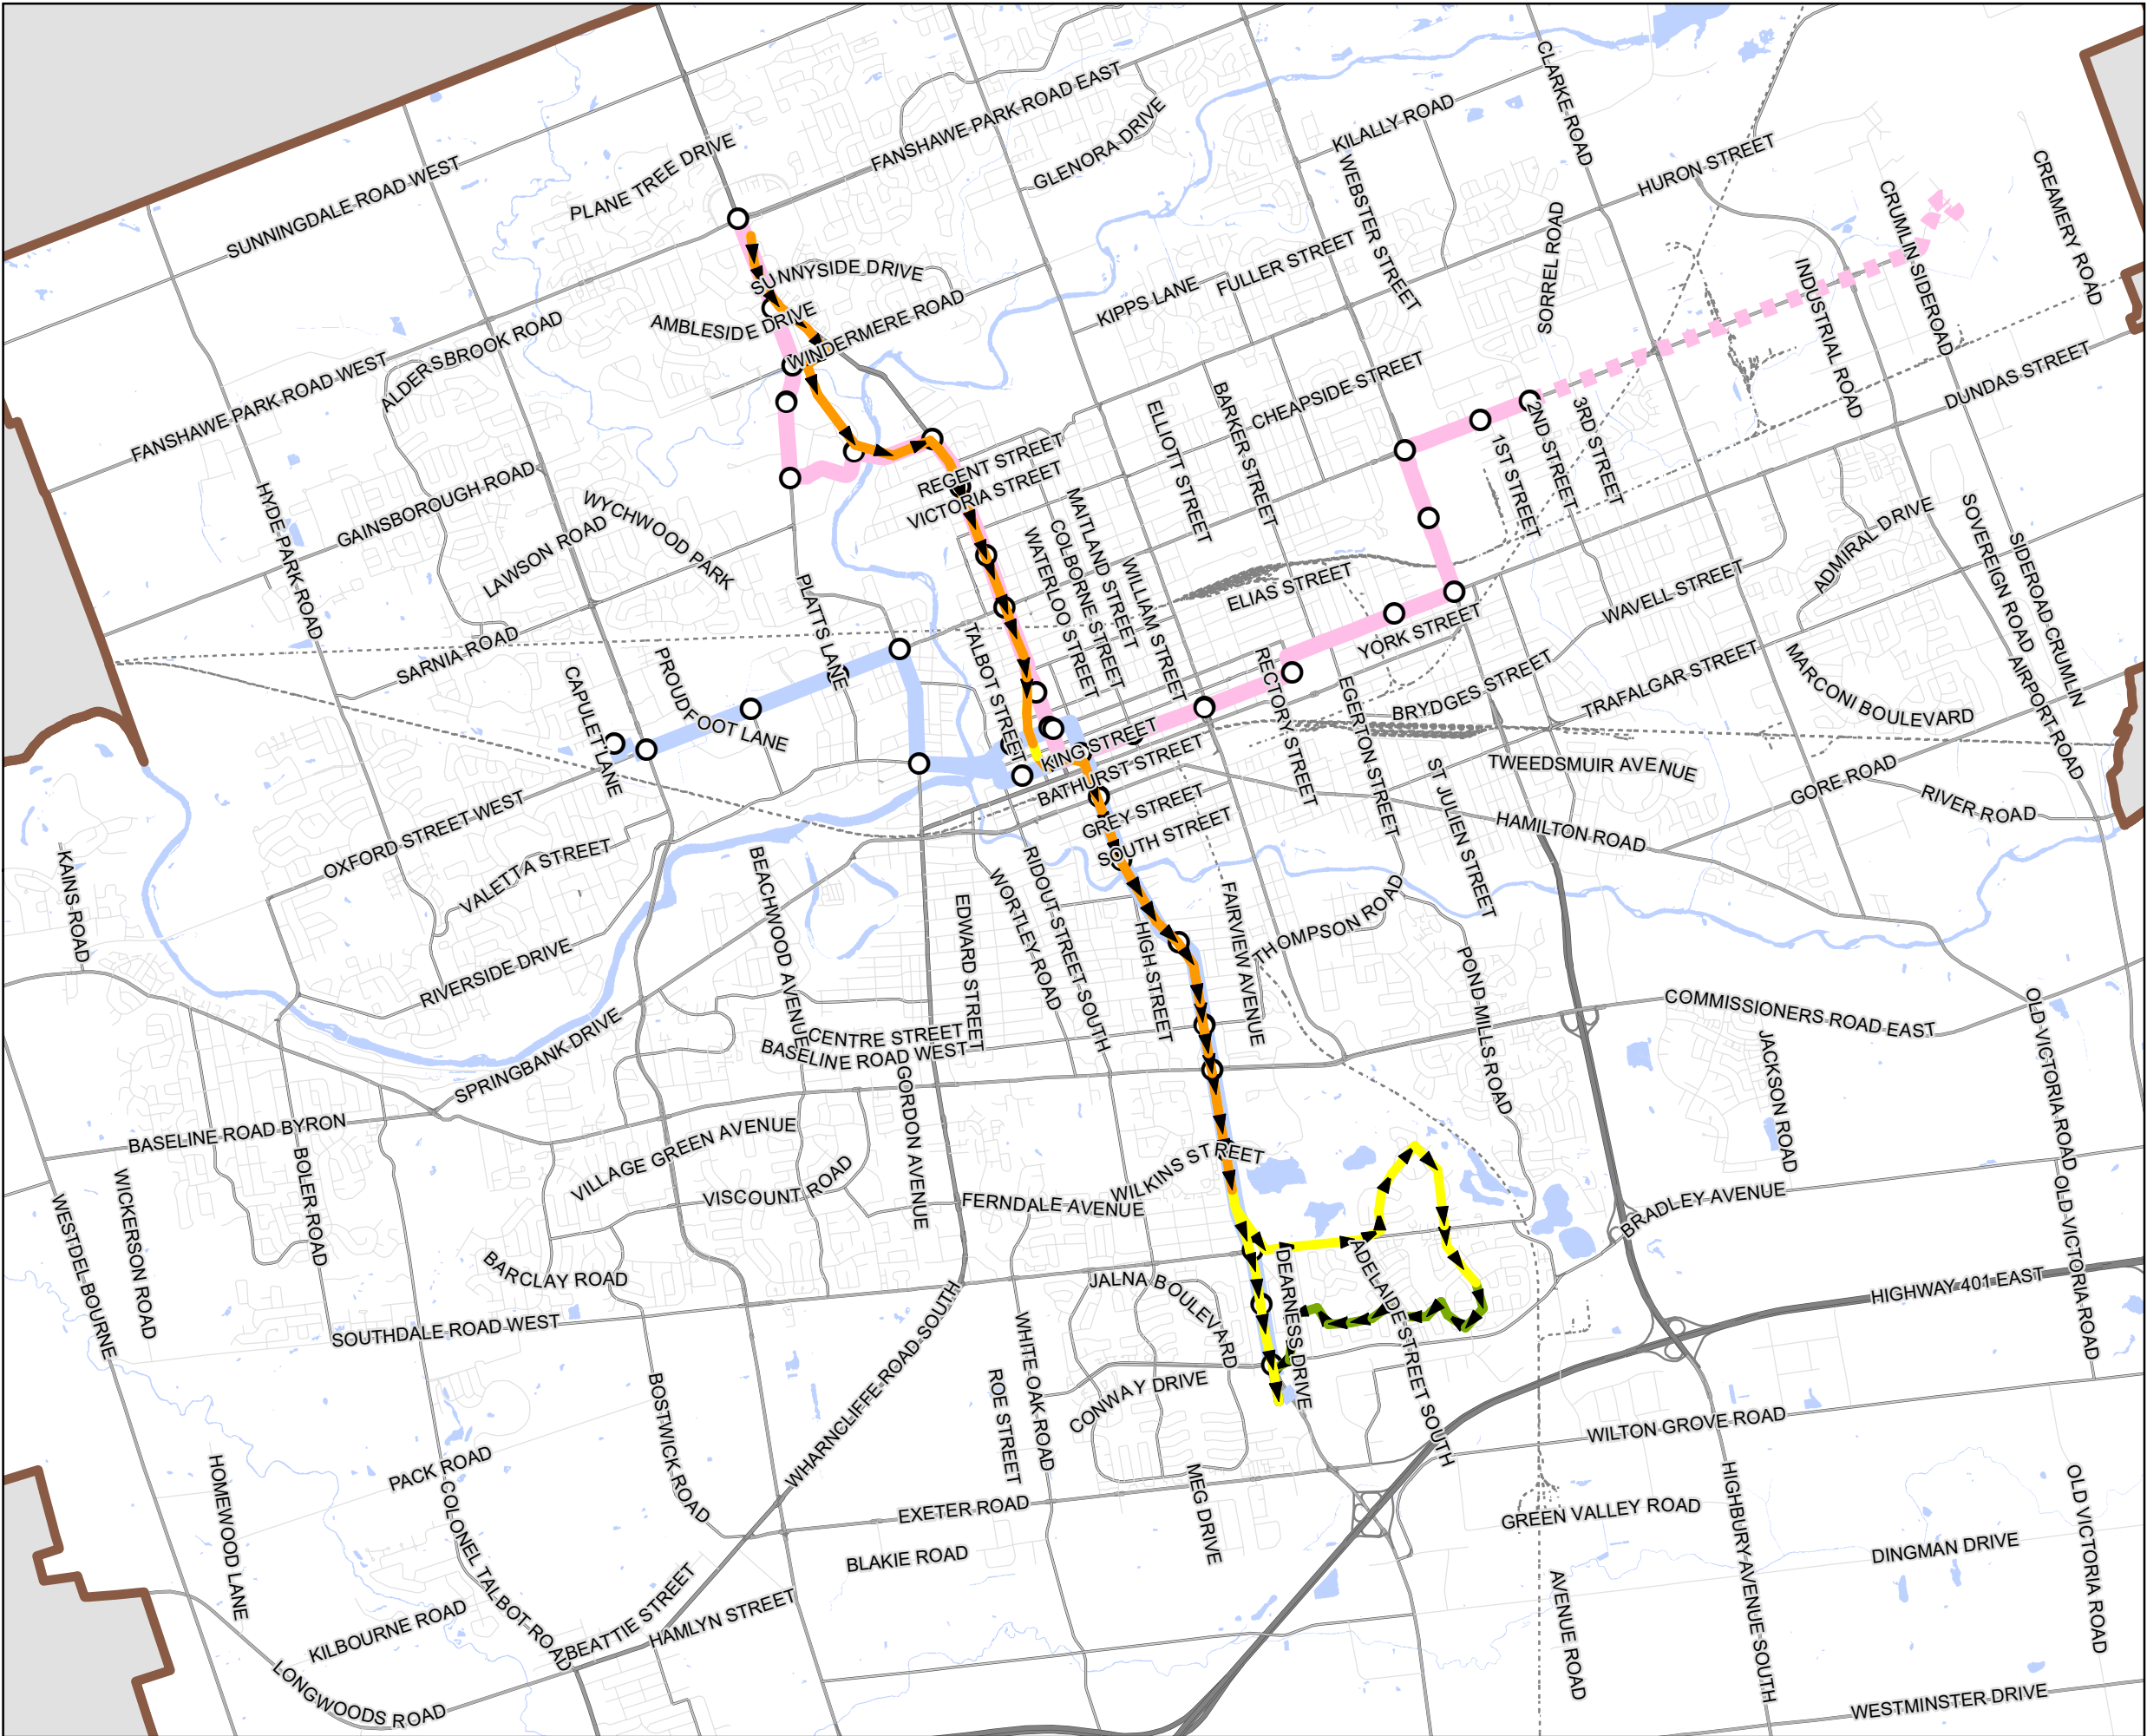 CLARKE ROAD
FANSHAWE PARK ROAD EAST
KILALLY ROAD
GLENORA DRIVE
HURON STREET
PLANE TREE DRIVE
SUNNINGDALE ROAD WEST
WEBSTER STREET
CREAMERY ROAD
CRUMLIN SIDEROAD
SORREL ROAD
FULLER STREET
SUNNYSIDE DRIVE
KIPPS LANE
INDUSTRIAL ROAD
AMBLESIDE DRIVE
WINDERMERE ROAD
ALDERSBROOK ROAD
FANSHAWE PARK ROAD WEST
DUNDAS STREET
CHEAPSIDE STREET
BARKER STREET
ELLIOTT STREET
3RD STREET
2ND STREET
1ST STREET
REGENT STREET
VICTORIA STREET
GAINSBOROUGH ROAD
HYDE PARK ROAD
LAWSON ROAD
WYCHWOOD PARK
MAITLAND STREET
COLBORNE STREET
WATERLOO STREET
WILLIAM STREET
ADMIRAL DRIVE
SOVEREIGN ROAD
SIDEROAD CRUMLIN
ELIAS STREET
WAVELL STREET
PLATTS LANE
YORK STREET
SARNIA ROAD
TALBOT STREET
PROUDFOOT LANE
CAPULET LANE
RECTORY STREET
EGERTON STREET
BRYDGES STREET
TRAFALGAR STREET
MARCONI BOULEVARD
AIRPORT ROAD
KING STREET
BATHURST STREET
TWEEDSMUIR AVENUE
GORE ROAD
RIVER ROAD
ST JULIEN STREET
GREY STREET
SOUTH STREET
HAMILTON ROAD
OXFORD STREET WEST
VALETTA STREET
KAINS ROAD
BEACHWOOD AVENUE
RIDOUT STREET SOUTH
WORTLEY ROAD
EDWARD STREET
FAIRVIEW AVENUE
THOMPSON ROAD
HIGH STREET
RIVERSIDE DRIVE
POND MILLS ROAD
COMMISSIONERS ROAD EAST
OLD VICTORIA ROAD
SPRINGBANK DRIVE
CENTRE STREET
BASELINE ROAD WEST
JACKSON ROAD
GORDON AVENUE
BASELINE ROAD BYRON
VILLAGE GREEN AVENUE
WILKINS STREET
BOLER ROAD
WICKERSON ROAD
VISCOUNT ROAD
FERNDALE AVENUE
BRADLEY AVENUE
OLD VICTORIA ROAD
WESTDEL BOURNE
BARCLAY ROAD
JALNA BOULEVARD
DEARNESS DRIVE
ADELAIDE STREET SOUTH
HIGHWAY 401 EAST
SOUTHDALE ROAD WEST
WHARNCLIFFE ROAD SOUTH
WHITE OAK ROAD
ROE STREET
CONWAY DRIVE
BOSTWICK ROAD
WILTON GROVE ROAD
PACK ROAD
HOMEWOOD LANE
COLONEL TALBOT ROAD
MEG DRIVE
EXETER ROAD
GREEN VALLEY ROAD
HIGHBURY AVENUE SOUTH
OLD VICTORIA ROAD
BLAKIE ROAD
DINGMAN DRIVE
AVENUE ROAD
KILBOURNE ROAD
BEATTIE STREET
HAMLYN STREET
LONGWOODS ROAD
WESTMINSTER DRIVE